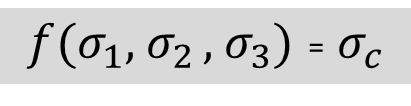 f(σ₁, σ₂ , σ₃) = σc